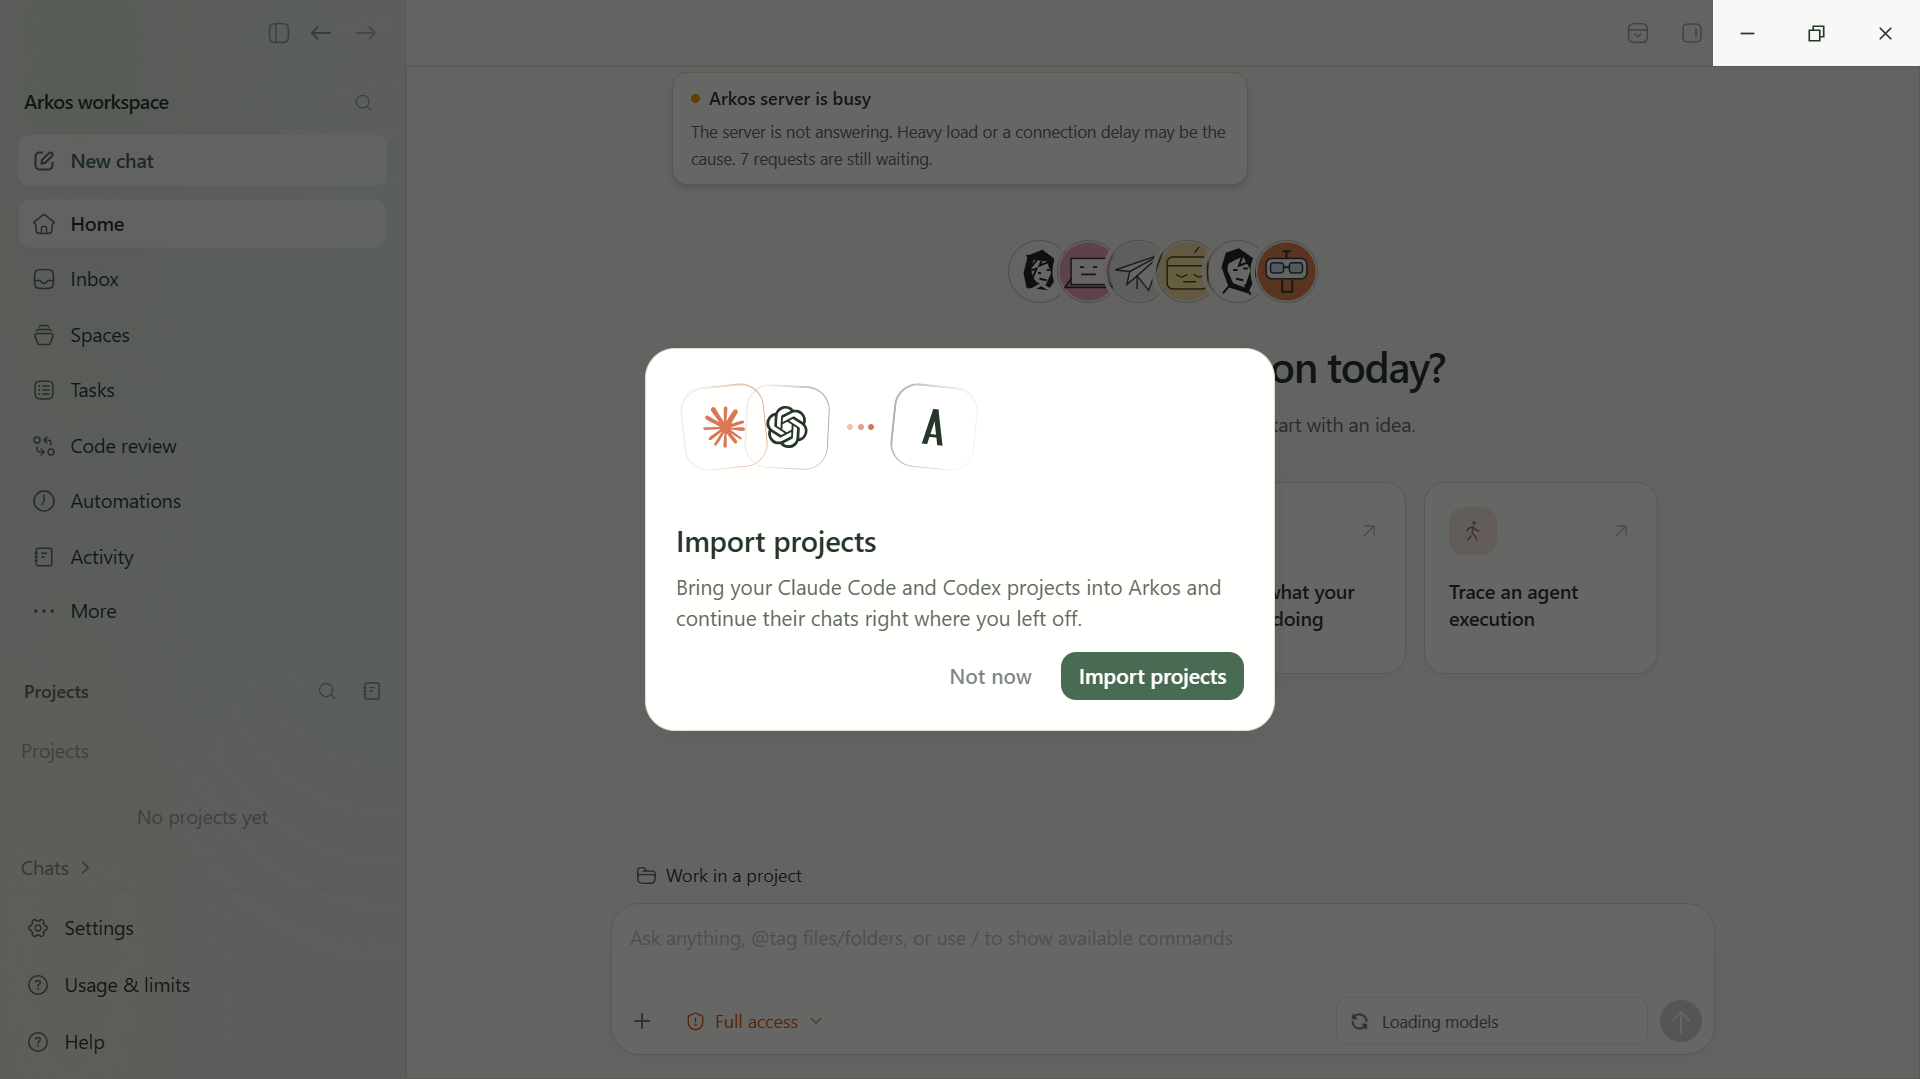 Arkos workspace
New chat
Home
Inbox
Spaces
Tasks
Code review
Automations
Activity
More
Projects
Projects
No projects yet
Chats
Settings
Usage & limits
Help
Arkos server is busy
The server is not answering. Heavy load or a connection delay may be the
cause. 7 requests are still waiting.
on today?
with an idea.
A
Import projects
Bring your Claude Code and Codex projects into Arkos and
continue their chats right where you left off.
Not now
Import projects
your
doing
Trace an agent
execution
Work in a project
Ask anything, @tag files/folders, or use / to show available commands
Full access
Loading models